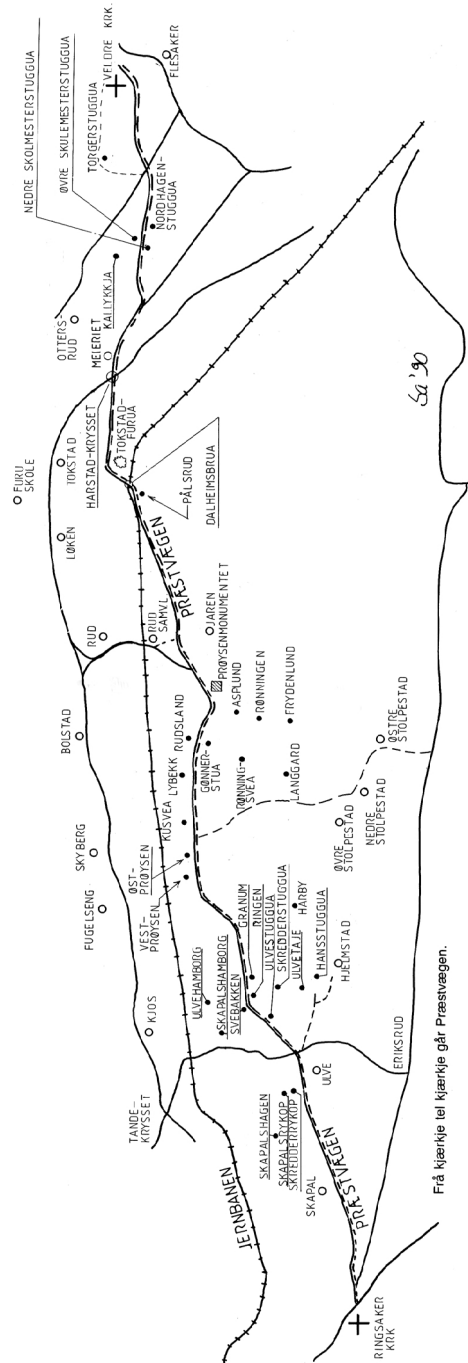 VELDRE KRK.
FLESAKER
NEDRE SKOLMESTERSTUGGUA
ØVRE SKULEMESTERSTUGGUA
TORGERSTUGGUA
NORDHAGEN-
STUGGUA
KALLYKKJA
MEIERIET
OTTERS-
RUD
HARSTAD-KRYSSET
TOKSTAD-
FURUA
TOKSTAD
FURU
SKOLE
LØKEN
PÅLSRUD
DALHEIMSBRUA
PRÆSTVÆGEN
RUD
RUD
SAMVL.
JAREN
PRØYSENMONUMENTET
ASPLUND
RØNNINGEN
FRYDENLUND
BOLSTAD
RUDSLAND
LYBEKK
GØNNER-
STUA
RØNNING-
SVEA
LANGGARD
ØSTRE
STOLPESTAD
NEDRE
STOLPESTAD
ØVRE
STOLPESTAD
KUSVEA
ØST-
PRØYSEN
VEST-
PRØYSEN
SKYBERG
FUGELSENG
KJOS
TANDE-
KRYSSET
ULVEHAMBORG
SKAPALSHAMBORG
SVEBAKKEN
GRANUM
RINGEN
ULVESTUGGUA
SKREDDERSTUGGUA
ULVETAJE
HARBY
HANSSTUGGUA
HJELMSTAD
ERIKSRUD
ULVE
SKAPALSHAGEN
SKAPALSRYKOP
SKREDDERRYKOP
SKAPAL
JERNBANEN
PRÆSTVÆGEN
RINGSAKER
KRK
Sa '90
Frå kjærkje tel kjærkje går Præstvægen.